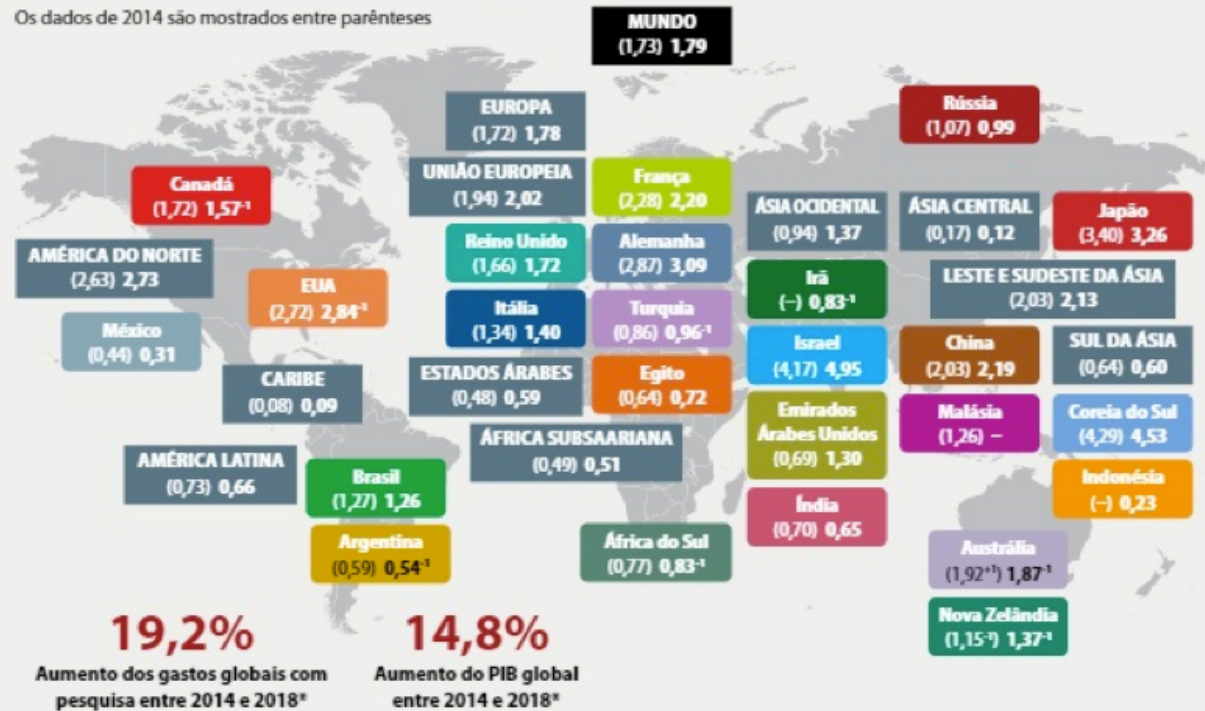 Os dados de 2014 são mostrados entre parênteses
MUNDO
(1,73) 1,79
EUROPA
(1,72) 1,78
Rússia
(1,07) 0,99
UNIÃO EUROPEIA
(1,94) 2,02
França
(2,28) 2,20
Canadá
(1,72) 1,57⁻¹
ÁSIA OCIDENTAL
(0,94) 1,37
ÁSIA CENTRAL
(0,17) 0,12
Japão
(3,40) 3,26
AMÉRICA DO NORTE
(2,63) 2,73
Reino Unido
(1,66) 1,72
Alemanha
(2,87) 3,09
EUA
(2,72) 2,84⁻¹
Irã
(–) 0,83⁻¹
LESTE E SUDESTE DA ÁSIA
(2,03) 2,13
México
(0,44) 0,31
Itália
(1,34) 1,40
Turquia
(0,86) 0,96⁻¹
Israel
(4,17) 4,95
China
(2,03) 2,19
SUL DA ÁSIA
(0,64) 0,60
CARIBE
(0,08) 0,09
ESTADOS ÁRABES
(0,48) 0,59
Egito
(0,64) 0,72
Emirados
Árabes Unidos
(0,69) 1,30
Malásia
(1,26) –
Coreia do Sul
(4,29) 4,53
ÁFRICA SUBSAARIANA
(0,49) 0,51
AMÉRICA LATINA
(0,73) 0,66
Brasil
(1,27) 1,26
Indonésia
(–) 0,23
Índia
(0,70) 0,65
Argentina
(0,59) 0,54⁻¹
África do Sul
(0,77) 0,83⁻¹
Austrália
(1,92⁺¹) 1,87⁻¹
Nova Zelândia
(1,15⁻¹) 1,37⁻¹
19,2%
Aumento dos gastos globais com
pesquisa entre 2014 e 2018*
14,8%
Aumento do PIB global
entre 2014 e 2018*